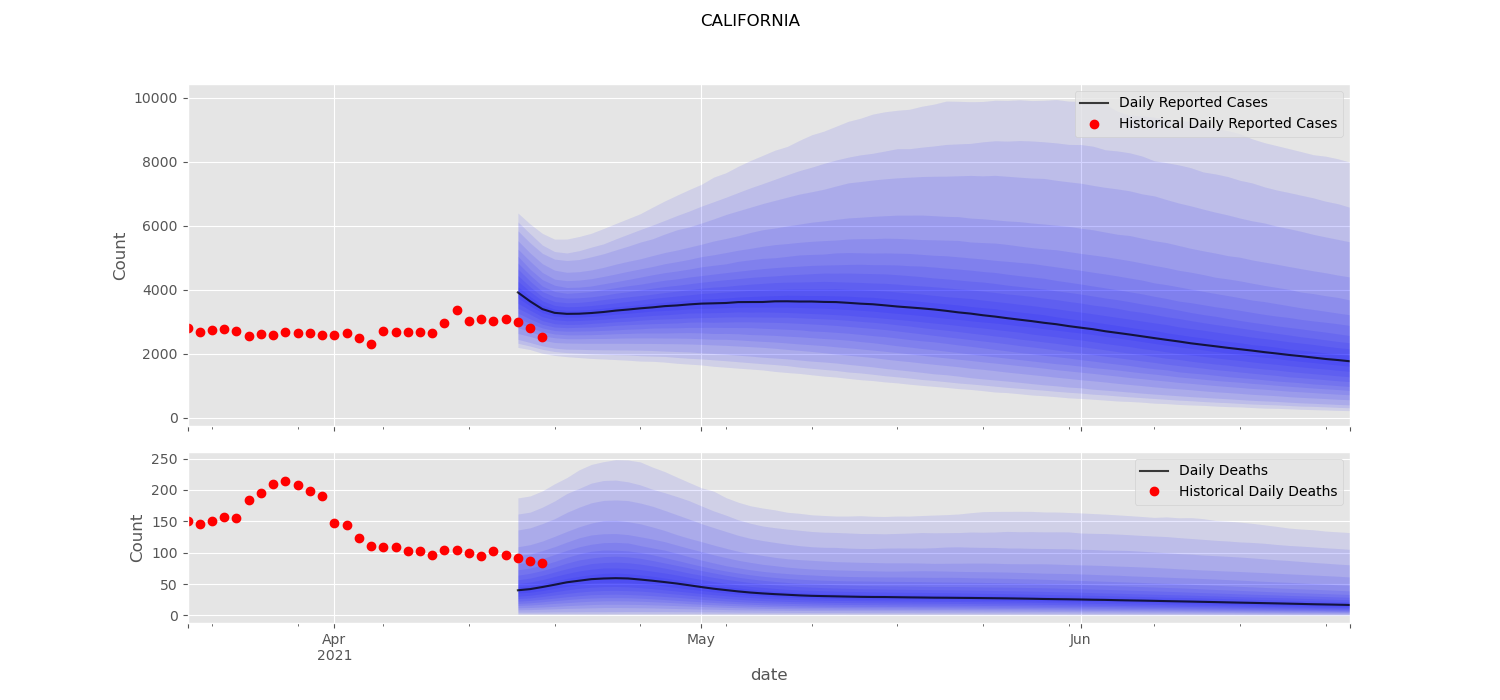 CALIFORNIA
10000
8000
6000
4000
2000
0
Count
Daily Reported Cases
Historical Daily Reported Cases
250
200
150
100
50
0
Count
Daily Deaths
Historical Daily Deaths
Apr
2021
May
Jun
date